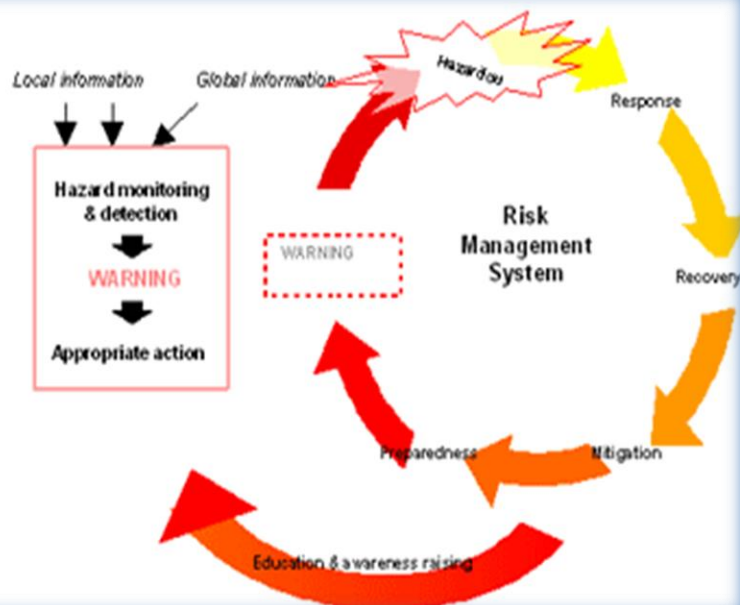 Local information
Global information
Hazardou
Response
Hazard monitoring
& detection
WARNING
Appropriate action
WARNING
Risk
Management
System
Recovery
Preparedness
Mitigation
Education & awareness raising